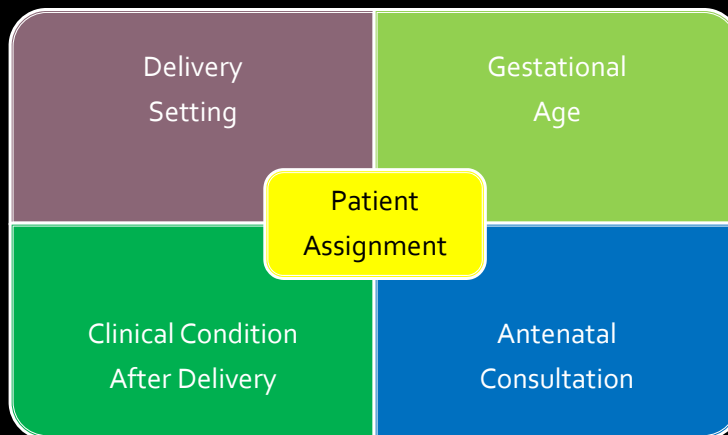 Delivery
Setting
Gestational
Age
Patient
Assignment
Clinical Condition
After Delivery
Antenatal
Consultation